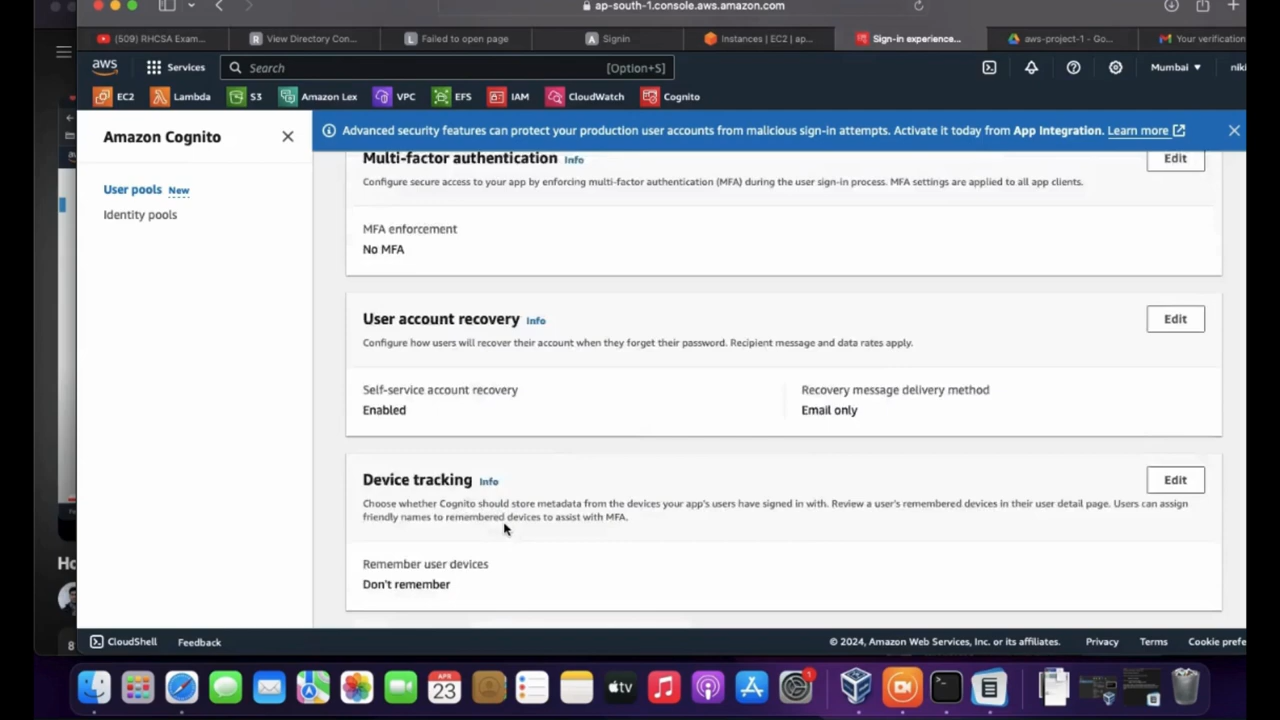 ap-south-1.console.aws.amazon.com
(509) RHCSA Exam...
View Directory Con...
Failed to open page
Signin
Instances | EC2 | ap...
Sign-in experience...
aws-project-1 - Go...
Your verification
aws
Services
Search
[Option+S]
Mumbai
EC2
Lambda
S3
Amazon Lex
VPC
EFS
IAM
CloudWatch
Cognito
Amazon Cognito
Advanced security features can protect your production user accounts from malicious sign-in attempts. Activate it today from App Integration. Learn more
User pools New
Identity pools
Multi-factor authentication Info
Edit
Configure secure access to your app by enforcing multi-factor authentication (MFA) during the user sign-in process. MFA settings are applied to all app clients.
MFA enforcement
No MFA
User account recovery Info
Edit
Configure how users will recover their account when they forget their password. Recipient message and data rates apply.
Self-service account recovery
Enabled
Recovery message delivery method
Email only
Device tracking Info
Edit
Choose whether Cognito should store metadata from the devices your app's users have signed in with. Review a user's remembered devices in their user detail page. Users can assign
friendly names to remembered devices to assist with MFA.
Remember user devices
Don't remember
CloudShell
Feedback
© 2024, Amazon Web Services, Inc. or its affiliates.
Privacy
Terms
Cookie prefe
APR
23
tv
1